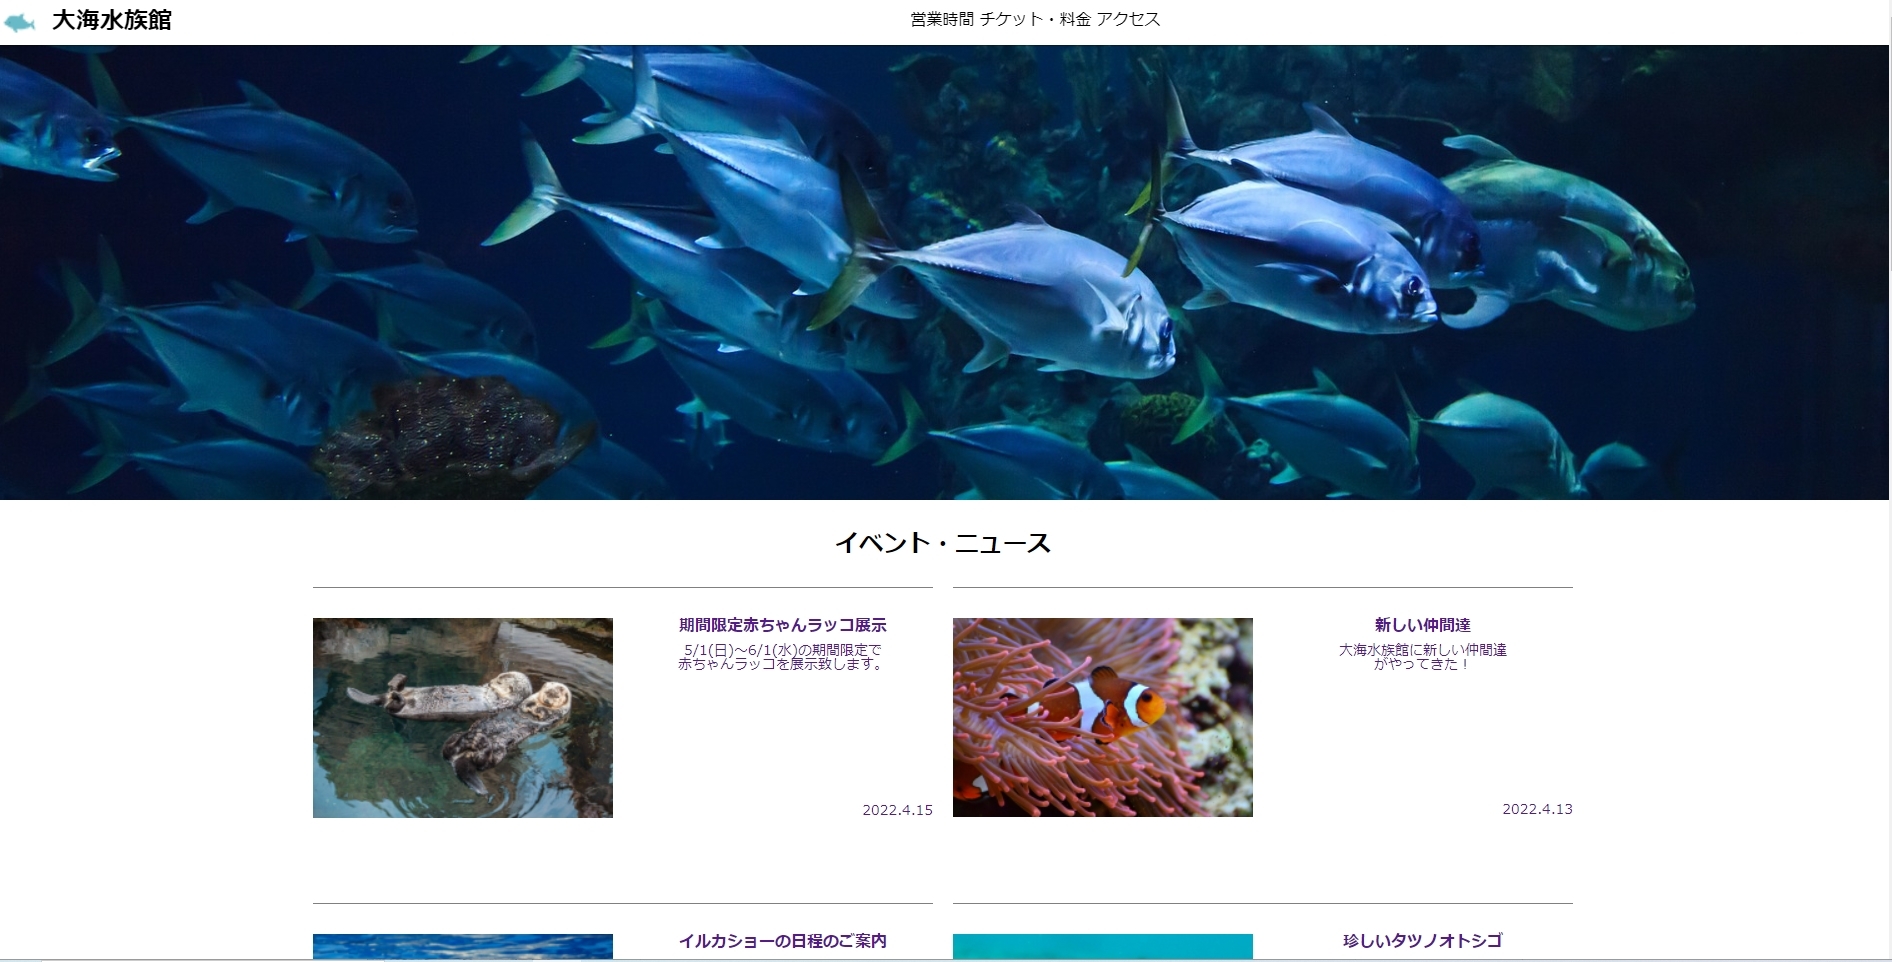 大海水族館
営業時間 チケット・料金 アクセス
イベント・ニュース
期間限定赤ちゃんラッコ展示
5/1(日)～6/1(水)の期間限定で
赤ちゃんラッコを展示致します。
2022.4.15
新しい仲間達
大海水族館に新しい仲間達
がやってきた！
2022.4.13
イルカショーの日程のご案内
珍しいタツノオトシゴ